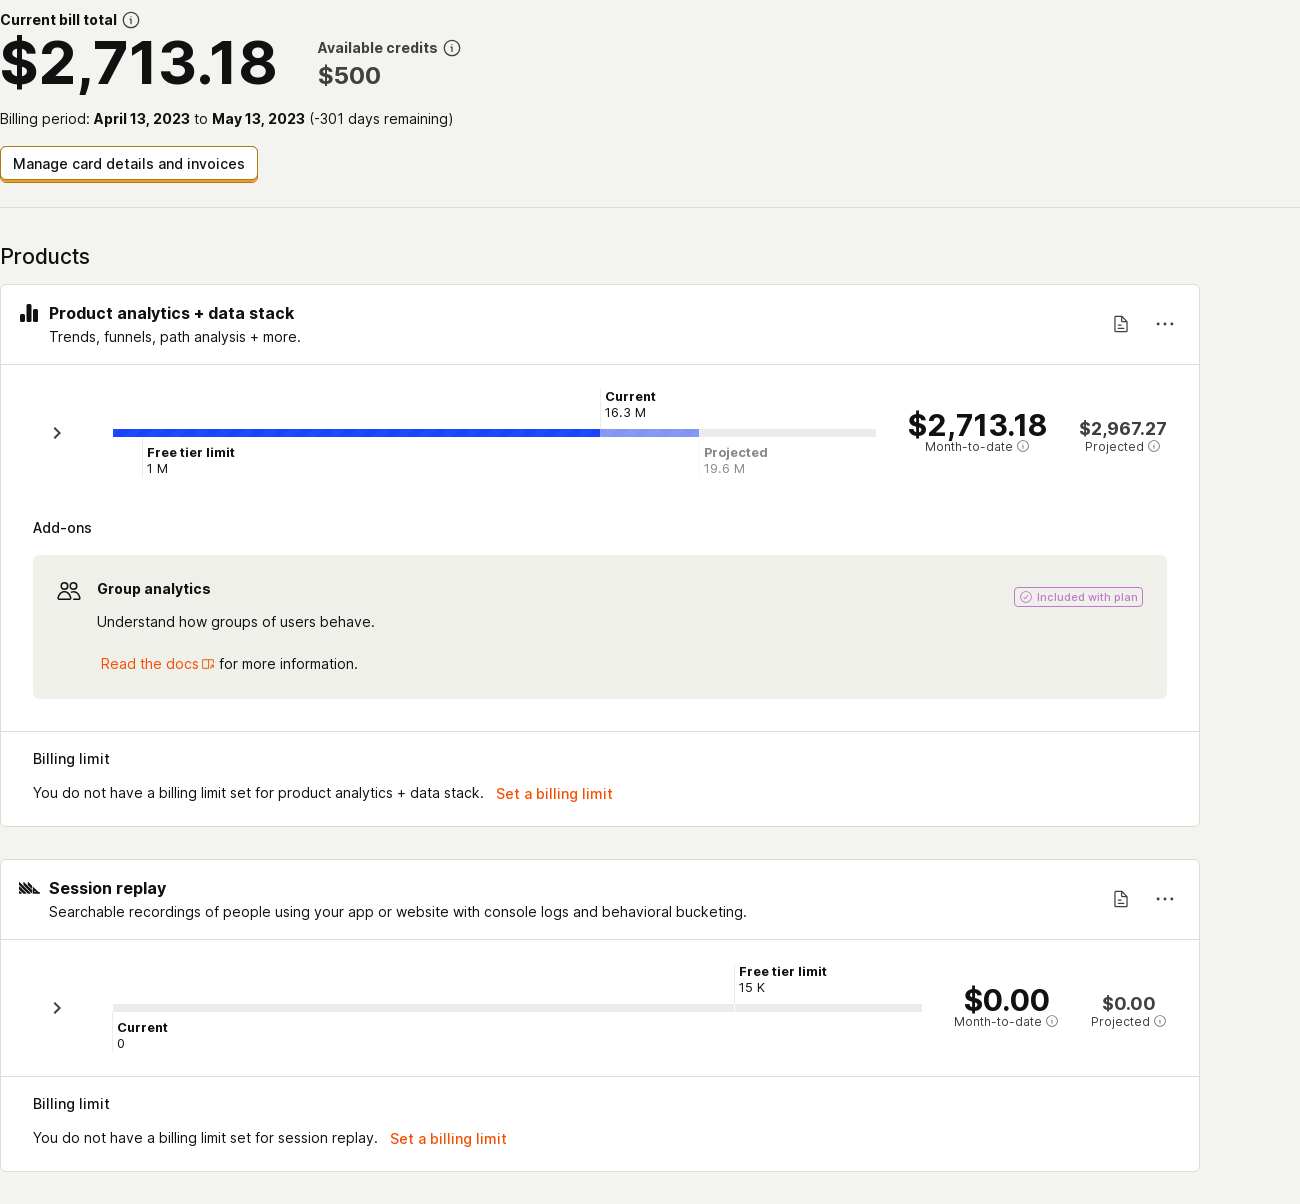 Current bill total
$2,713.18
Available credits
$500
Billing period: April 13, 2023 to May 13, 2023 (-301 days remaining)
Manage card details and invoices
Products
Product analytics + data stack
Trends, funnels, path analysis + more.
Current
16.3 M
Free tier limit
1 M
Projected
19.6 M
$2,713.18
Month-to-date
$2,967.27
Projected
Add-ons
Group analytics
Included with plan
Understand how groups of users behave.
Read the docs for more information.
Billing limit
You do not have a billing limit set for product analytics + data stack. Set a billing limit
Session replay
Searchable recordings of people using your app or website with console logs and behavioral bucketing.
Free tier limit
15 K
Current
0
$0.00
Month-to-date
$0.00
Projected
Billing limit
You do not have a billing limit set for session replay. Set a billing limit